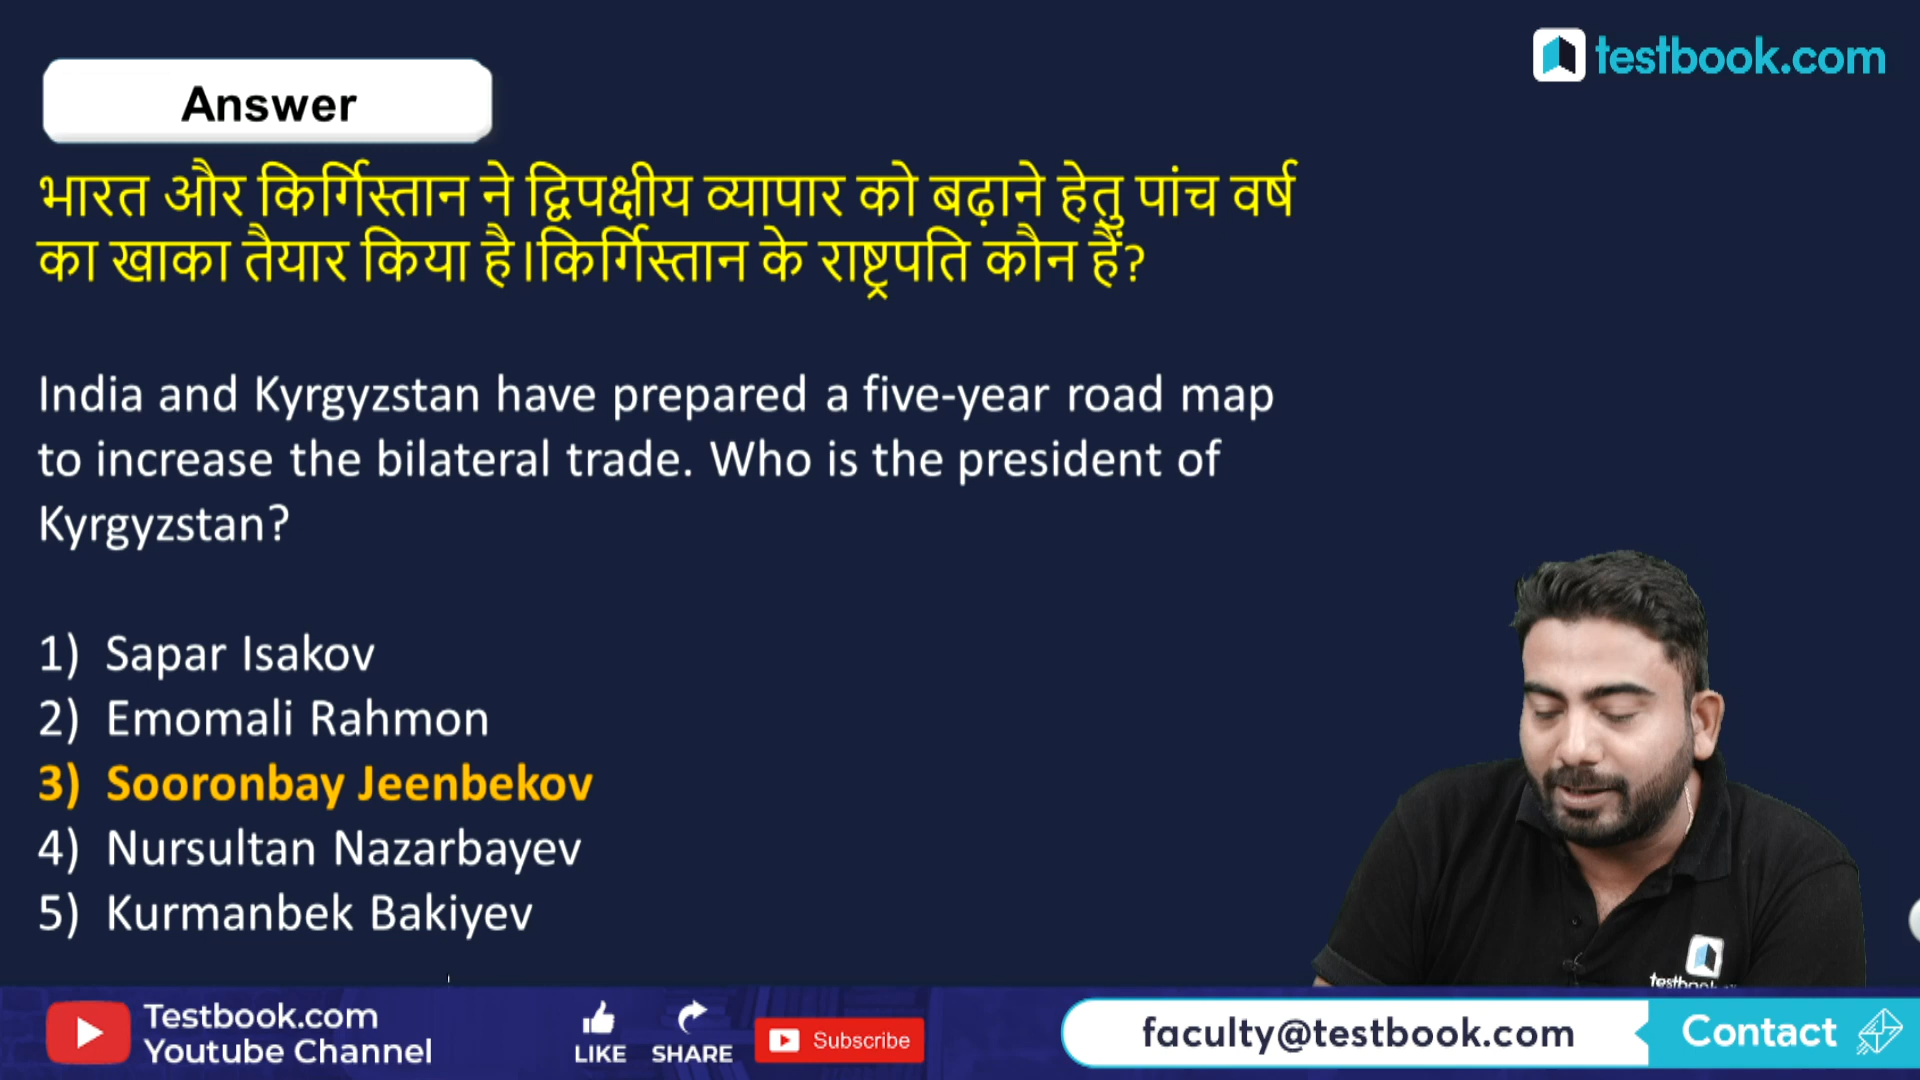 testbook.com
Answer
भारत और किर्गिस्तान ने द्विपक्षीय व्यापार को बढ़ाने हेतु पांच वर्ष
का खाका तैयार किया है।किर्गिस्तान के राष्ट्रपति कौन हैं?
India and Kyrgyzstan have prepared a five-year road map
to increase the bilateral trade. Who is the president of
Kyrgyzstan?
1) Sapar Isakov
2) Emomali Rahmon
3) Sooronbay Jeenbekov
4) Nursultan Nazarbayev
5) Kurmanbek Bakiyev
Testbook.com
Youtube Channel
LIKE SHARE
Subscribe
faculty@testbook.com
Contact